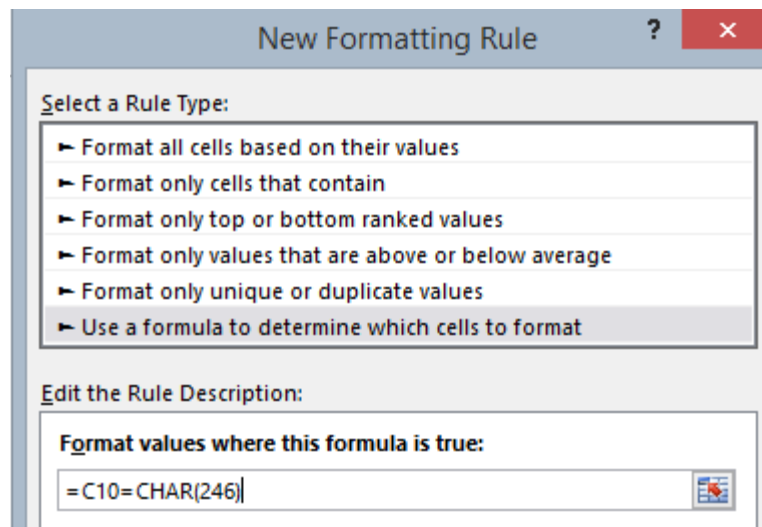 New Formatting Rule ? ×
Select a Rule Type:
► Format all cells based on their values
► Format only cells that contain
► Format only top or bottom ranked values
► Format only values that are above or below average
► Format only unique or duplicate values
► Use a formula to determine which cells to format
Edit the Rule Description:
Format values where this formula is true:
=C10=CHAR(246)